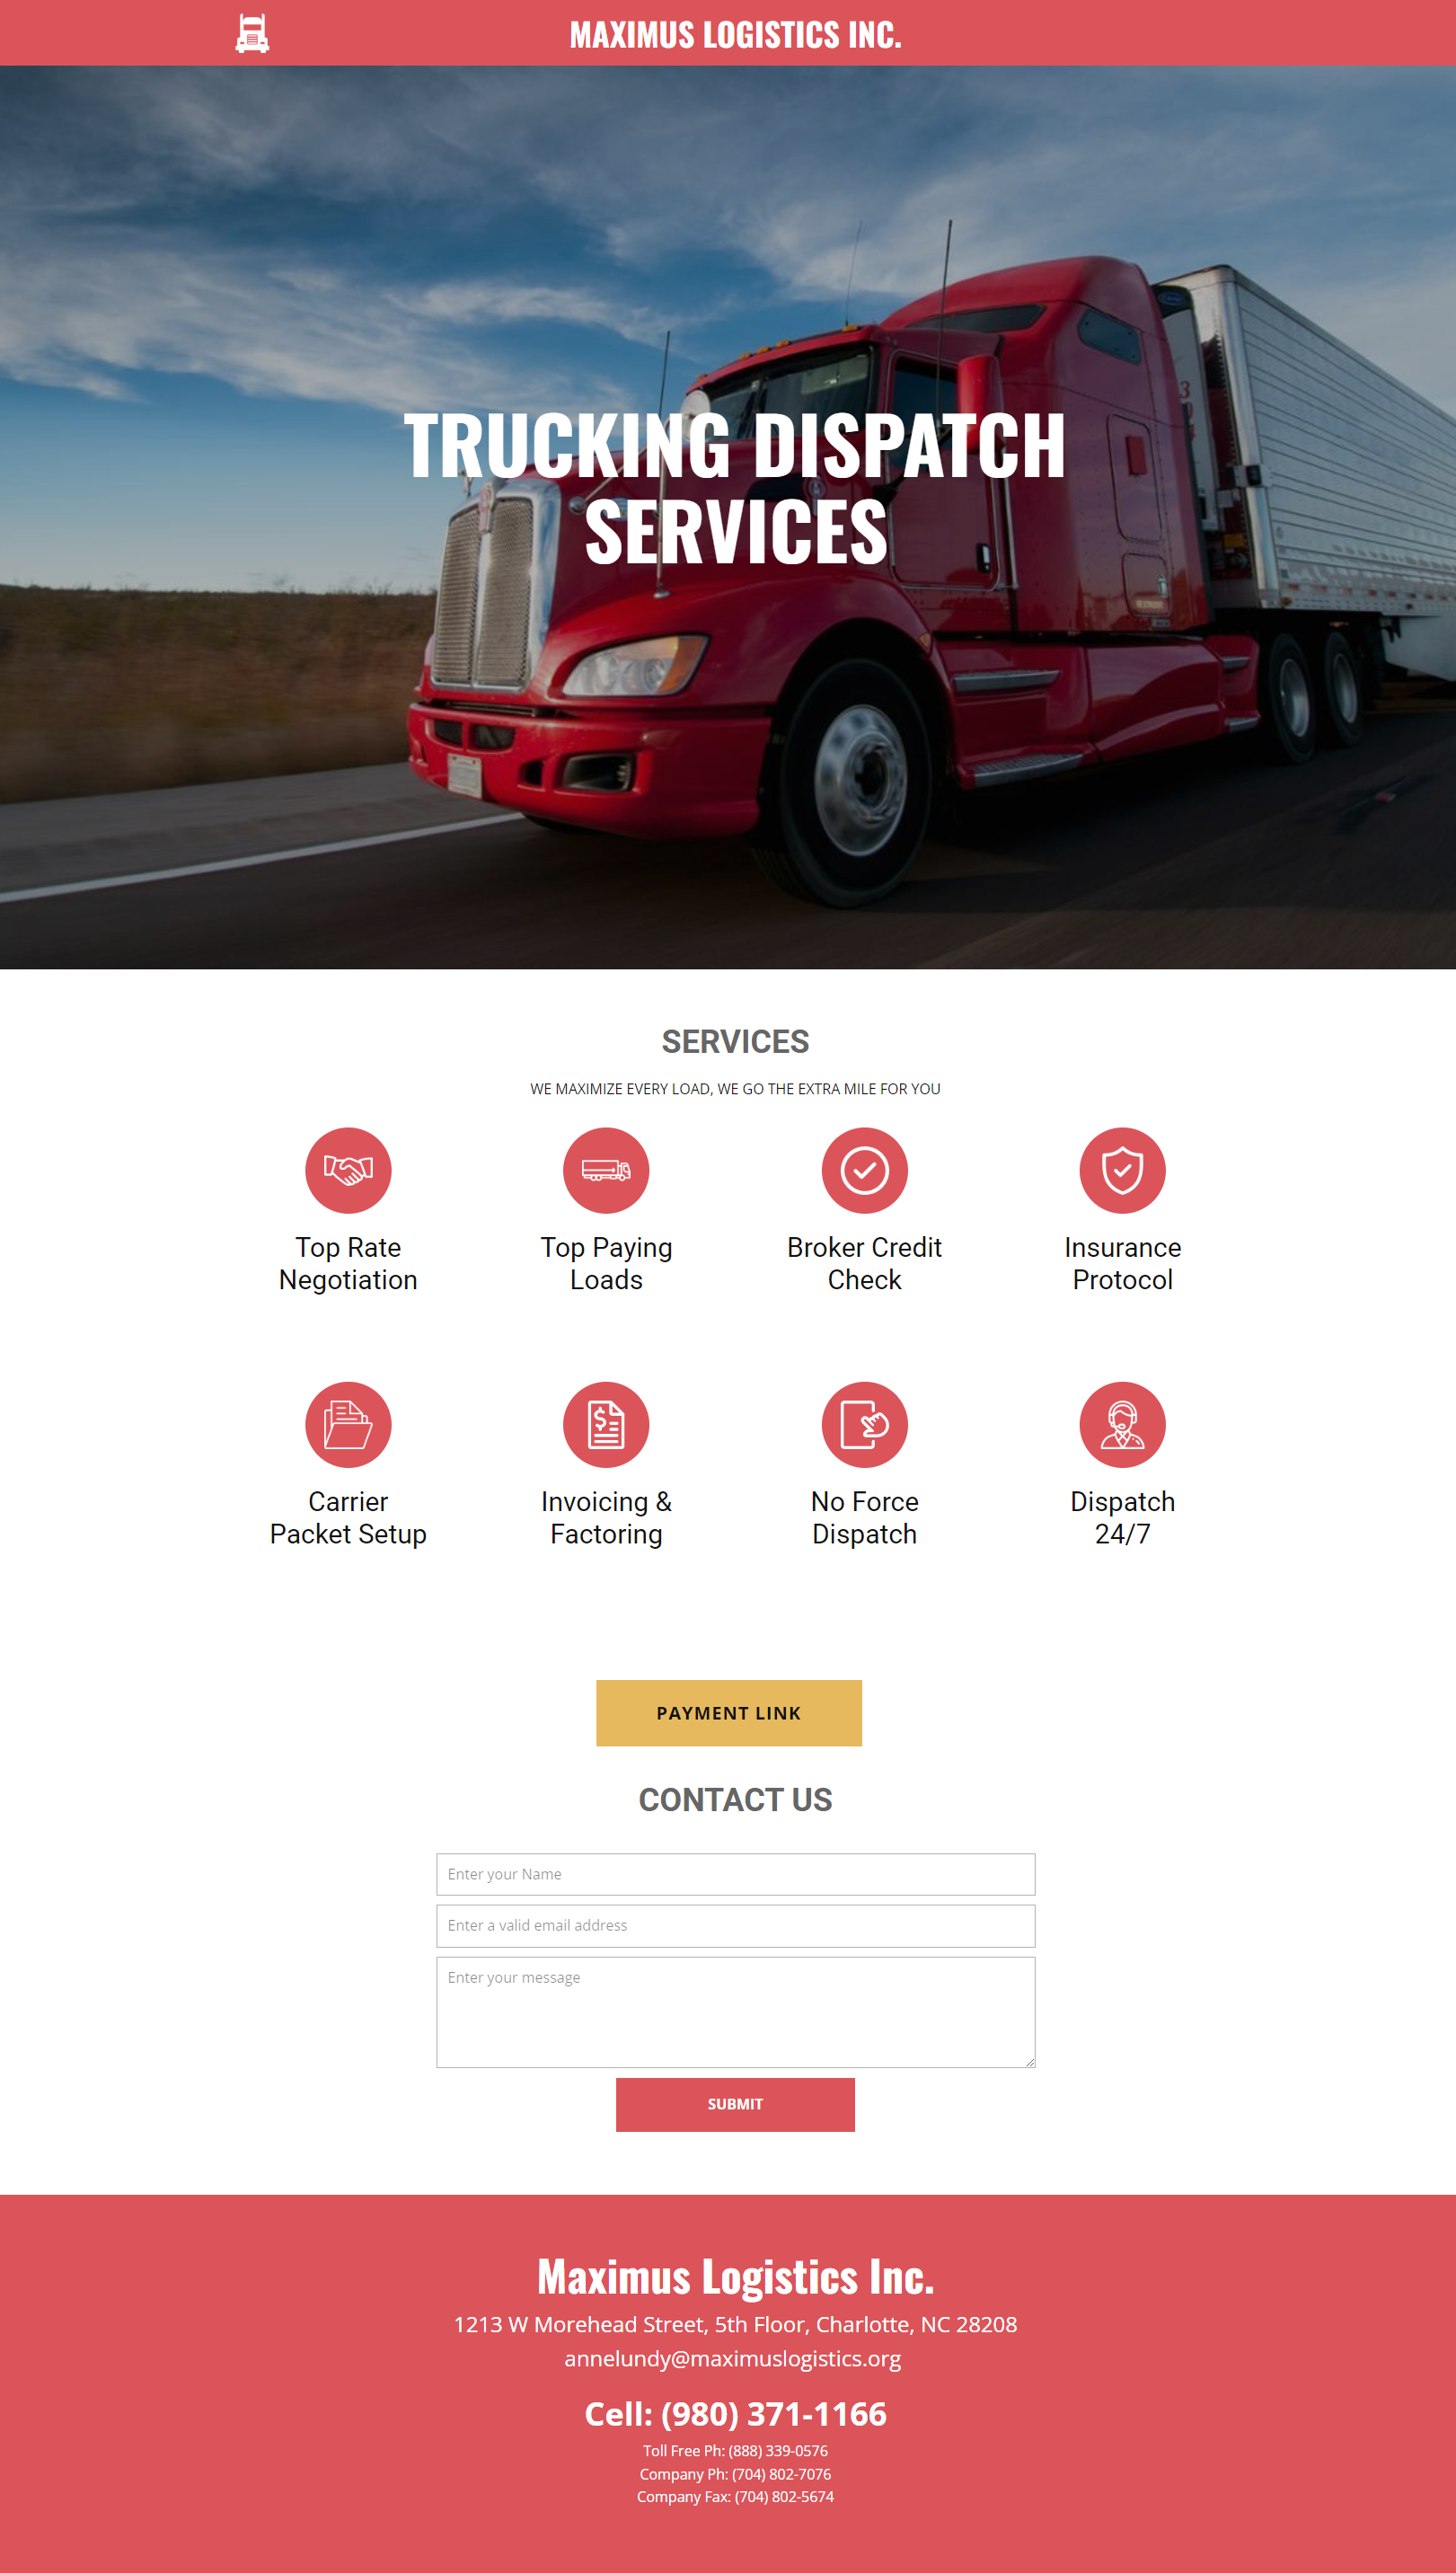 MAXIMUS LOGISTICS INC.
TRUCKING DISPATCH
SERVICES
SERVICES
WE MAXIMIZE EVERY LOAD, WE GO THE EXTRA MILE FOR YOU
Top Rate
Negotiation
Top Paying
Loads
Broker Credit
Check
Insurance
Protocol
Carrier
Packet Setup
Invoicing &
Factoring
No Force
Dispatch
Dispatch
24/7
PAYMENT LINK
CONTACT US
Enter your Name
Enter a valid email address
Enter your message
SUBMIT
Maximus Logistics Inc.
1213 W Morehead Street, 5th Floor, Charlotte, NC 28208
annelundy@maximuslogistics.org
Cell: (980) 371-1166
Toll Free Ph: (888) 339-0576
Company Ph: (704) 802-7076
Company Fax: (704) 802-5674